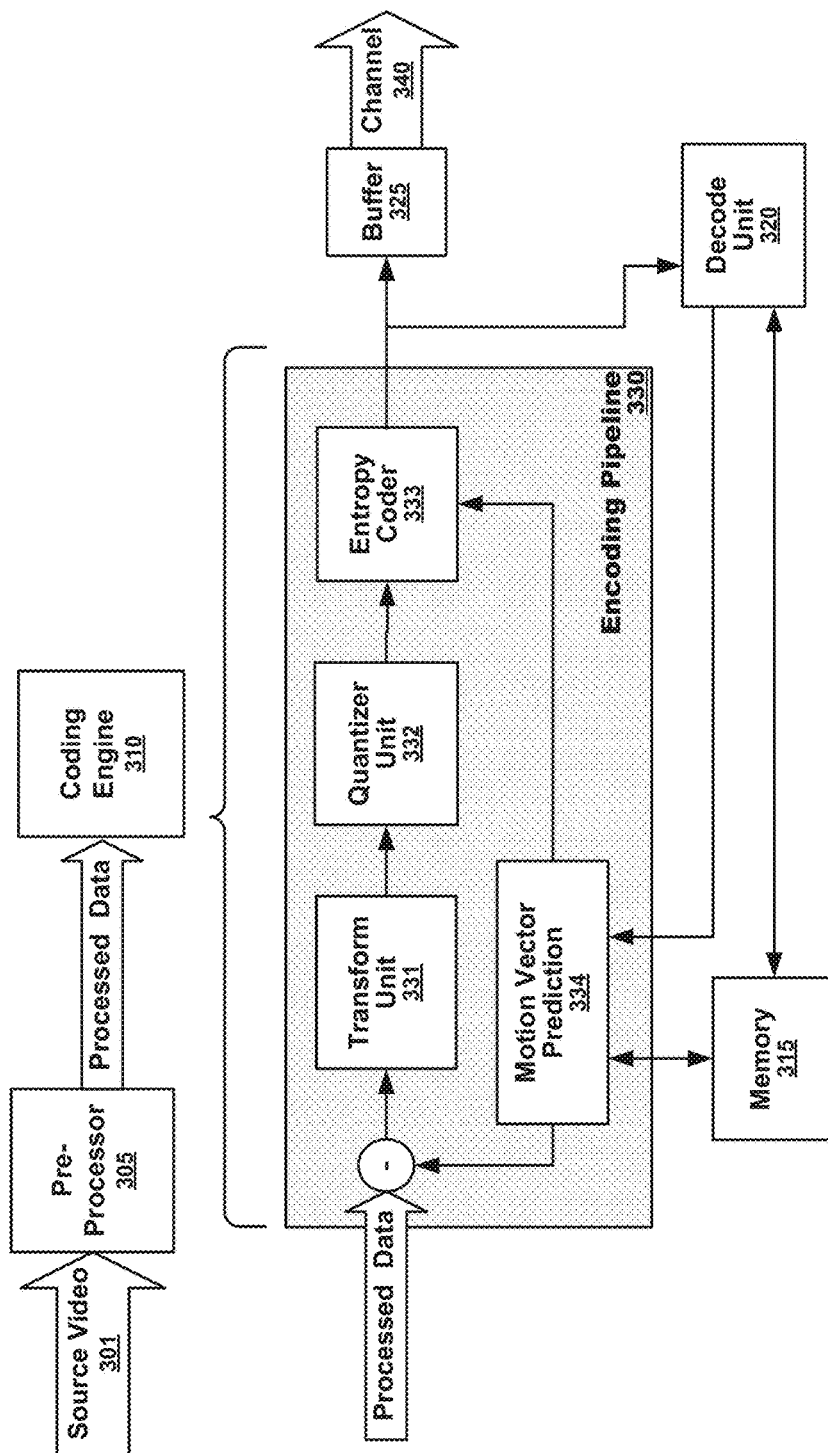 Source Video
301
Pre-
Processor
305
Processed Data
Coding
Engine
310
Processed Data
-
Transform
Unit
331
Quantizer
Unit
332
Entropy
Coder
333
Motion Vector
Prediction
334
Encoding Pipeline
330
Buffer
325
Channel
340
Memory
315
Decode
Unit
320